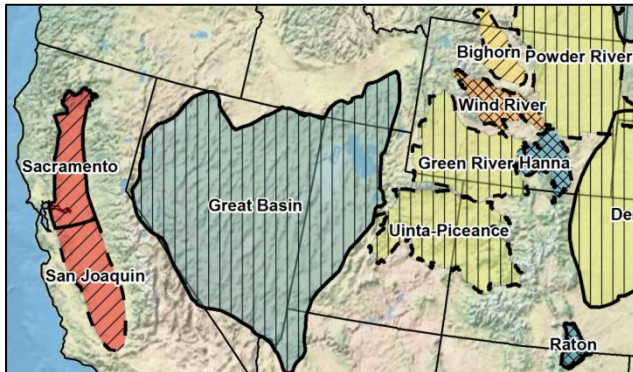 Bighorn
Powder River
Wind River
Sacramento
Green River
Hanna
Great Basin
De
Uinta-Piceance
San Joaquin
Raton